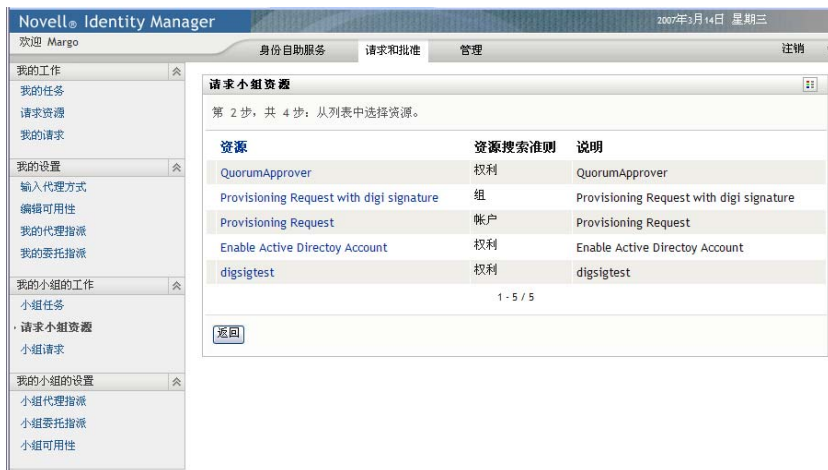 Novell® Identity Manager
2007年3月14日 星期三
欢迎 Margo
身份自助服务 请求和批准 管理 注销
我的工作
我的任务
请求资源
我的请求
我的设置
输入代理方式
编辑可用性
我的代理指派
我的委托指派
我的小组的工作
小组任务
请求小组资源
小组请求
我的小组的设置
小组代理指派
小组委托指派
小组可用性
请求小组资源
第 2 步，共 4 步：从列表中选择资源。
资源 资源搜索准则 说明
QuorumApprover 权利 QuorumApprover
Provisioning Request with digi signature 组 Provisioning Request with digi signature
Provisioning Request 帐户 Provisioning Request
Enable Active Directoy Account 权利 Enable Active Directoy Account
digsigtest 权利 digsigtest
1 - 5 / 5
返回